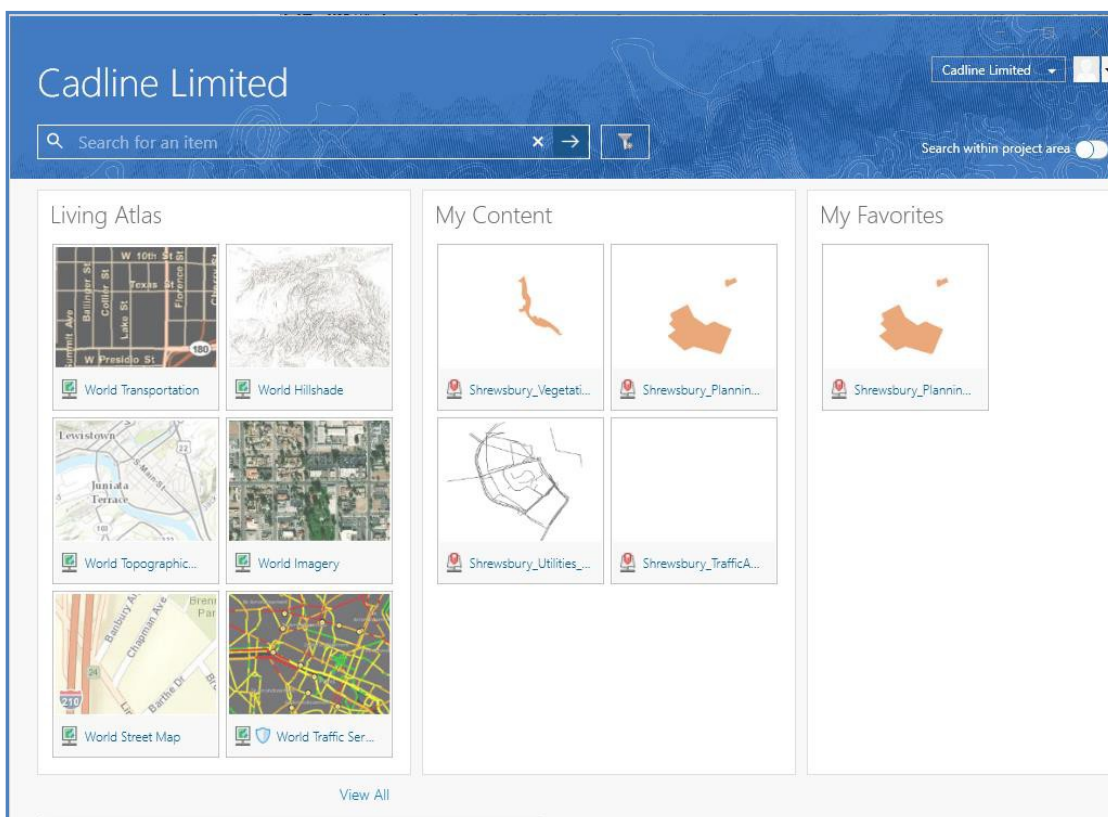 Cadline Limited
Cadline Limited
Search for an item
Search within project area
Living Atlas
My Content
My Favorites
W 10th St
Texas
Ballinger St
Collier St
Lake St
Florence St
Summit Ave
W Presidio St
180
World Transportation
World Hillshade
Shrewsbury_Vegetati...
Shrewsbury_Plannin...
Shrewsbury_Plannin...
Lewistown
22
S-Main-St
Juniata
Terrace
103
World Topographic...
World Imagery
Shrewsbury_Utilities_...
Shrewsbury_TrafficA...
Banbury
Chapman Ave
24
210
Barthe Dr
World Street Map
World Traffic Ser...
View All